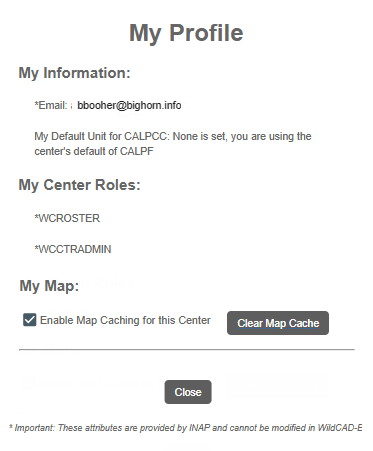 My Profile
My Information:
*Email: bbooher@bighorn.info
My Default Unit for CALPCC: None is set, you are using the
center's default of CALPF
My Center Roles:
*WCROSTER
*WCCTRADMIN
My Map:
Enable Map Caching for this Center
Clear Map Cache
Close
* Important: These attributes are provided by INAP and cannot be modified in WildCAD-E